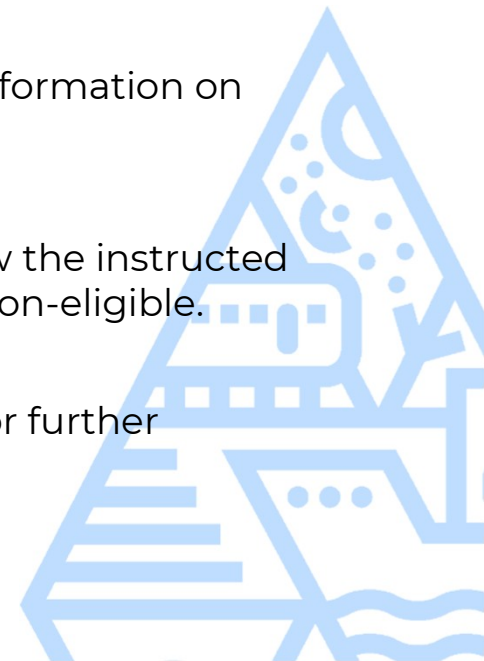 formation on
w the instructed
on-eligible.
or further